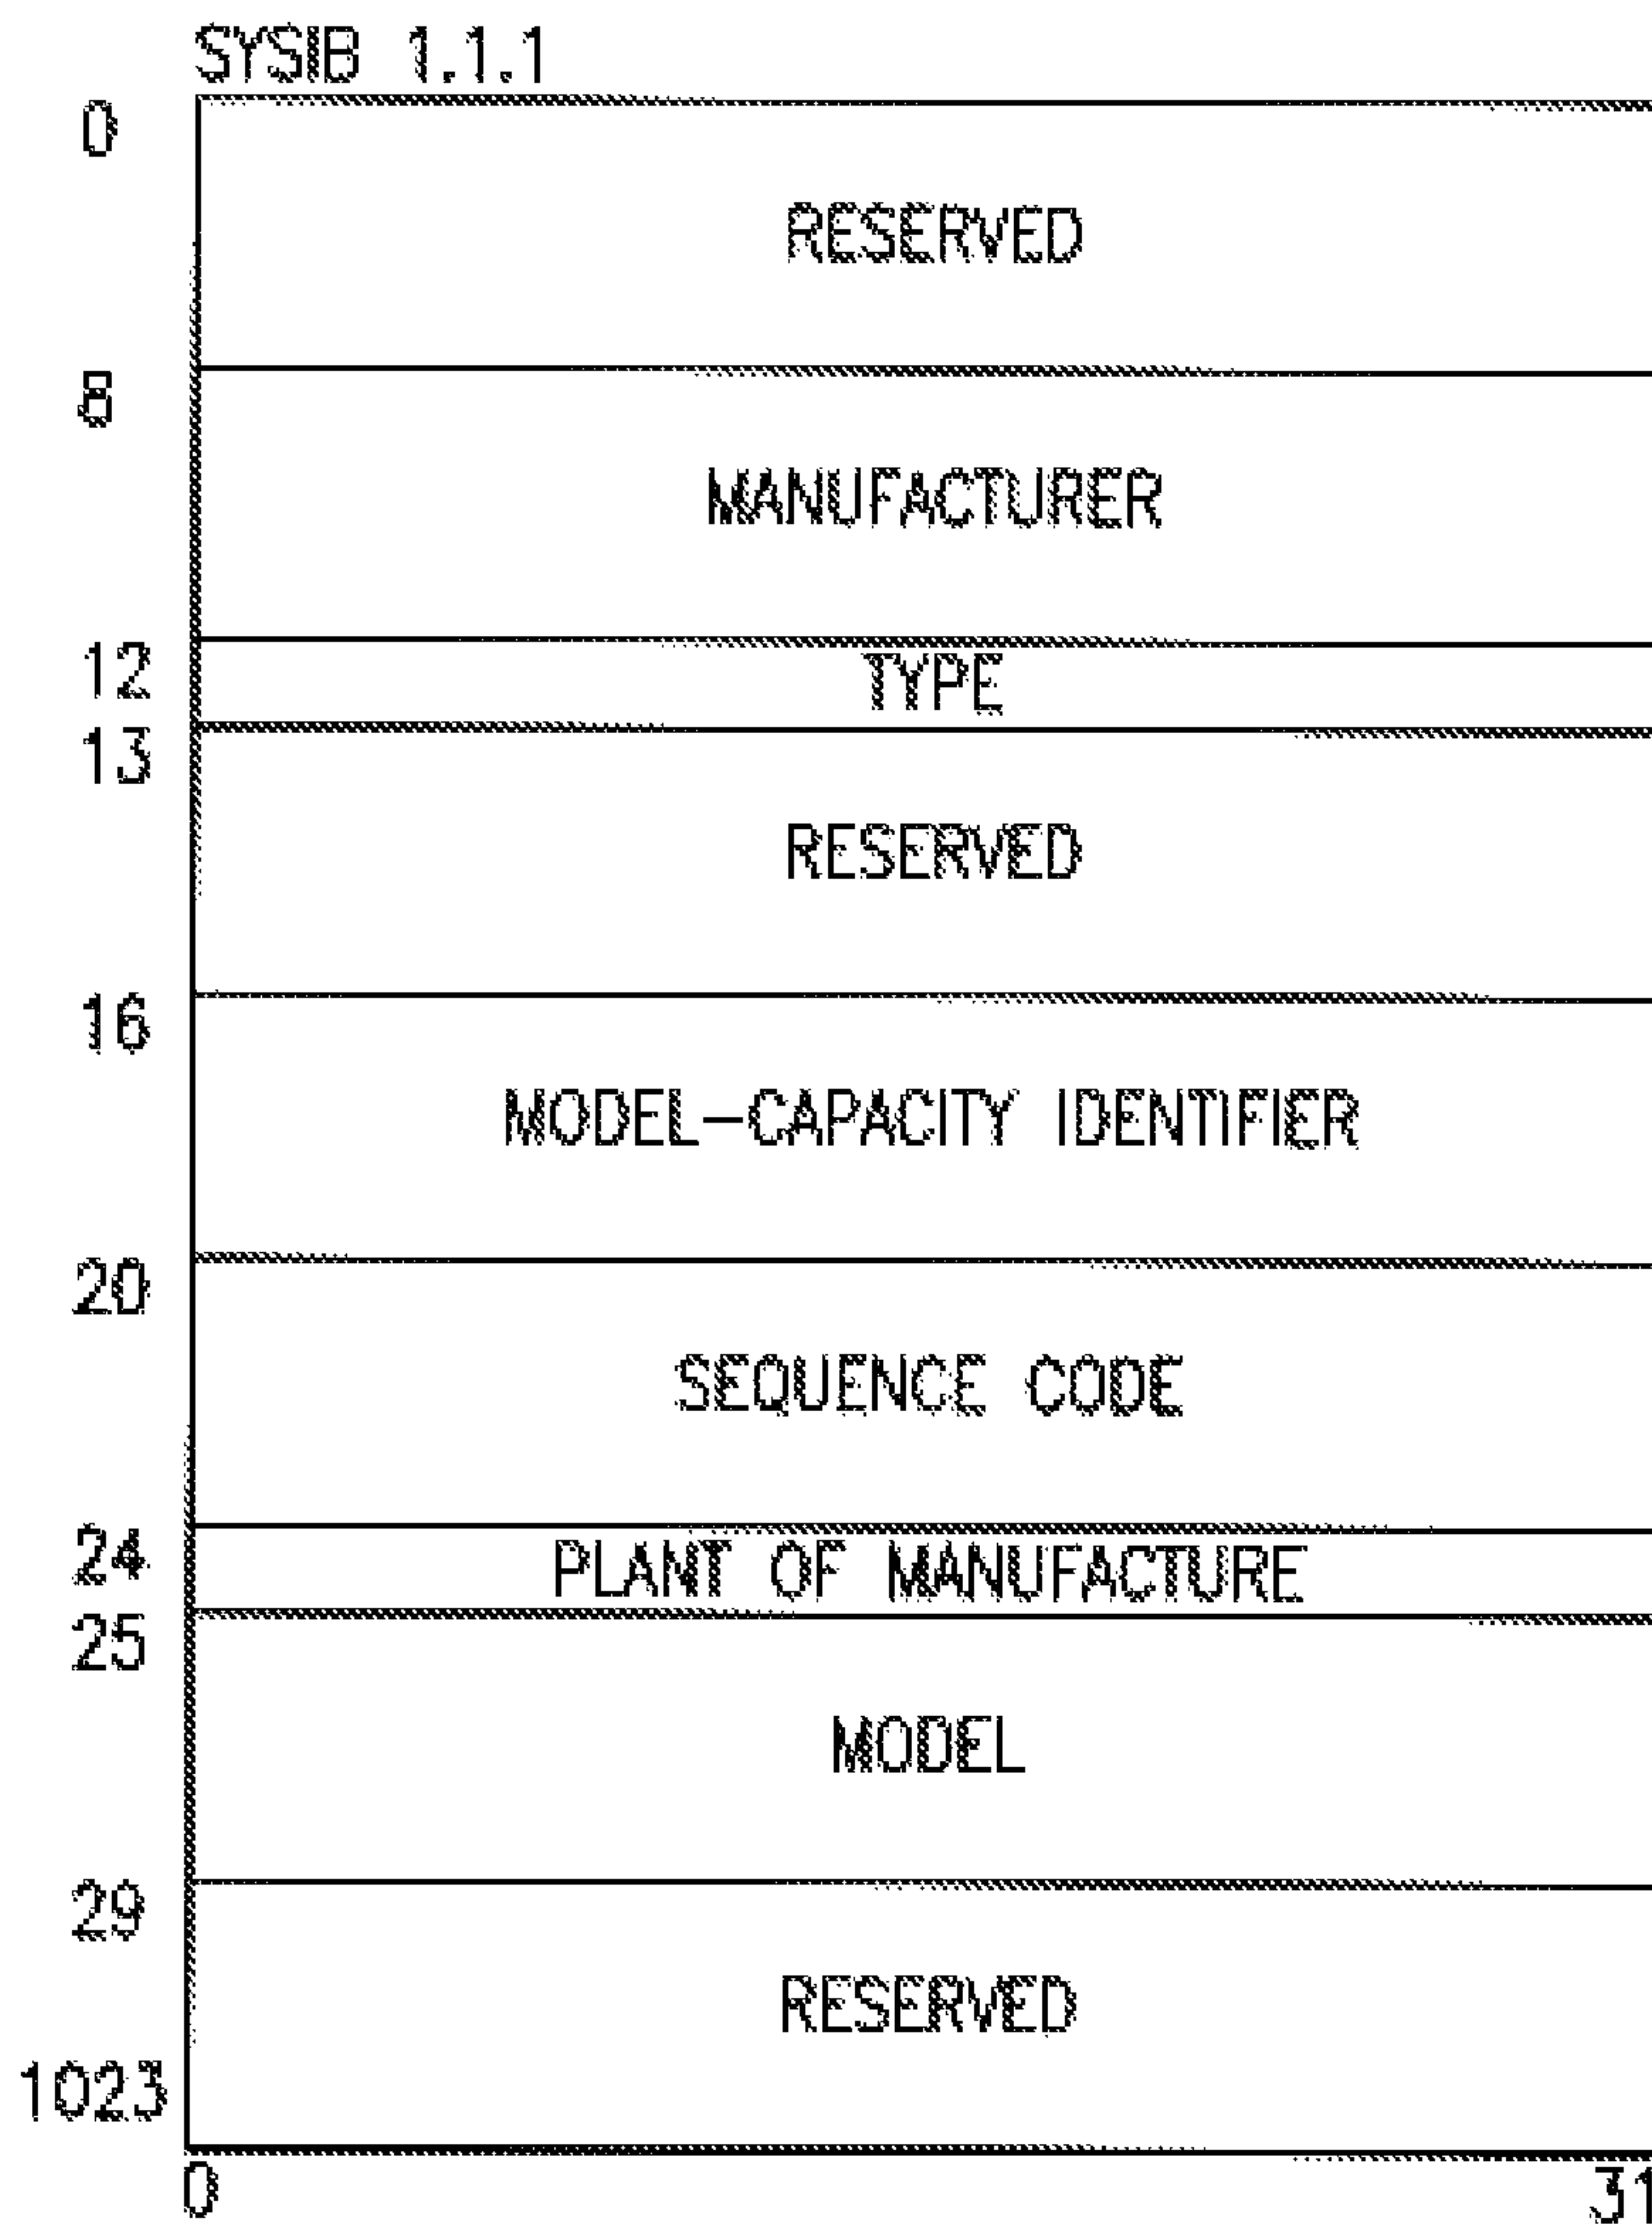 SYSIB 1.1.1
0
RESERVED
8
MANUFACTURER
12
TYPE
13
RESERVED
16
MODEL-CAPACITY IDENTIFIER
20
SEQUENCE CODE
24
PLANT OF MANUFACTURE
25
MODEL
29
RESERVED
1023
0 31